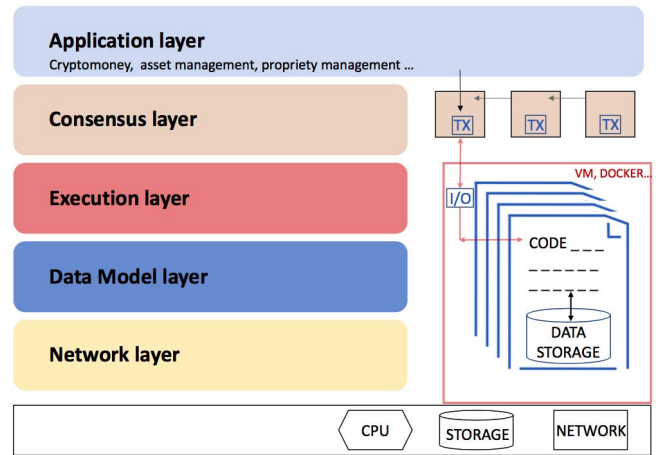 Application layer
Cryptomoney, asset management, propriety management ...
Consensus layer
TX
TX
TX
Execution layer
VM, DOCKER...
I/O
CODE
Data Model layer
DATA
STORAGE
Network layer
CPU
STORAGE
NETWORK